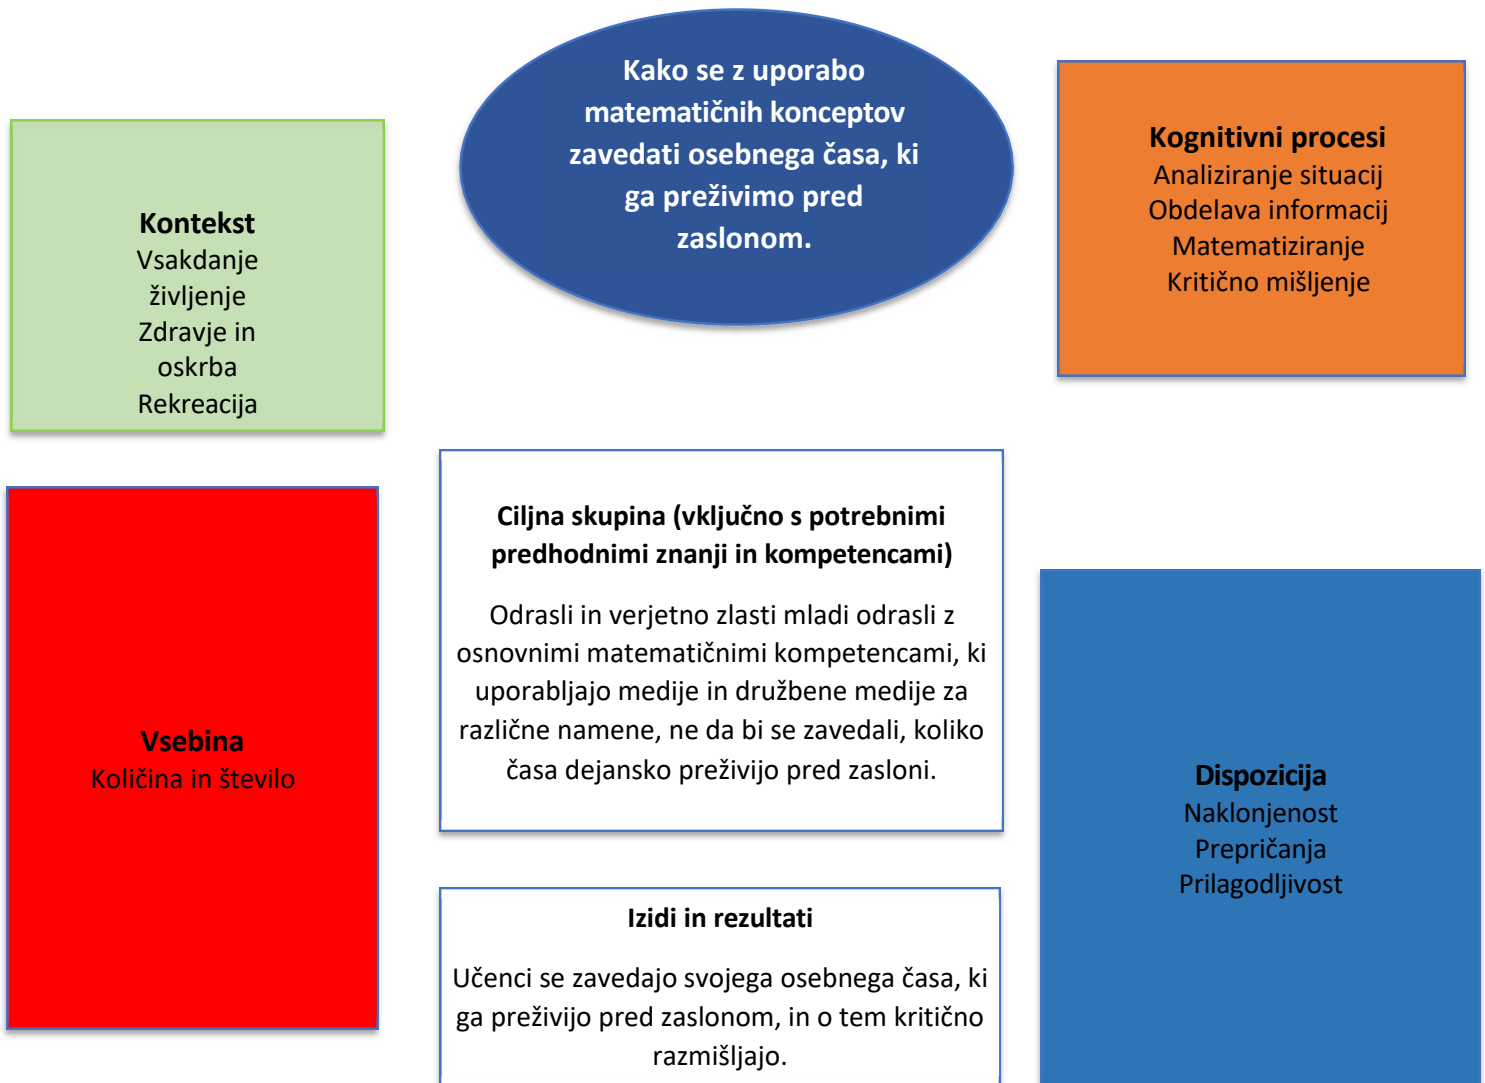 Kako se z uporabo
matematičnih konceptov
zavedati osebnega časa, ki
ga preživimo pred
zaslonom.
Kontekst
Vsakdanje
življenje
Zdravje in
oskrba
Rekreacija
Kognitivni procesi
Analiziranje situacij
Obdelava informacij
Matematiziranje
Kritično mišljenje
Vsebina
Količina in število
Ciljna skupina (vključno s potrebnimi
predhodnimi znanji in kompetencami)
Odrasli in verjetno zlasti mladi odrasli z
osnovnimi matematičnimi kompetencami, ki
uporabljajo medije in družbene medije za
različne namene, ne da bi se zavedali, koliko
časa dejansko preživijo pred zasloni.
Dispozicija
Naklonjenost
Prepričanja
Prilagodljivost
Izidi in rezultati
Učenci se zavedajo svojega osebnega časa, ki
ga preživijo pred zaslonom, in o tem kritično
razmišljajo.